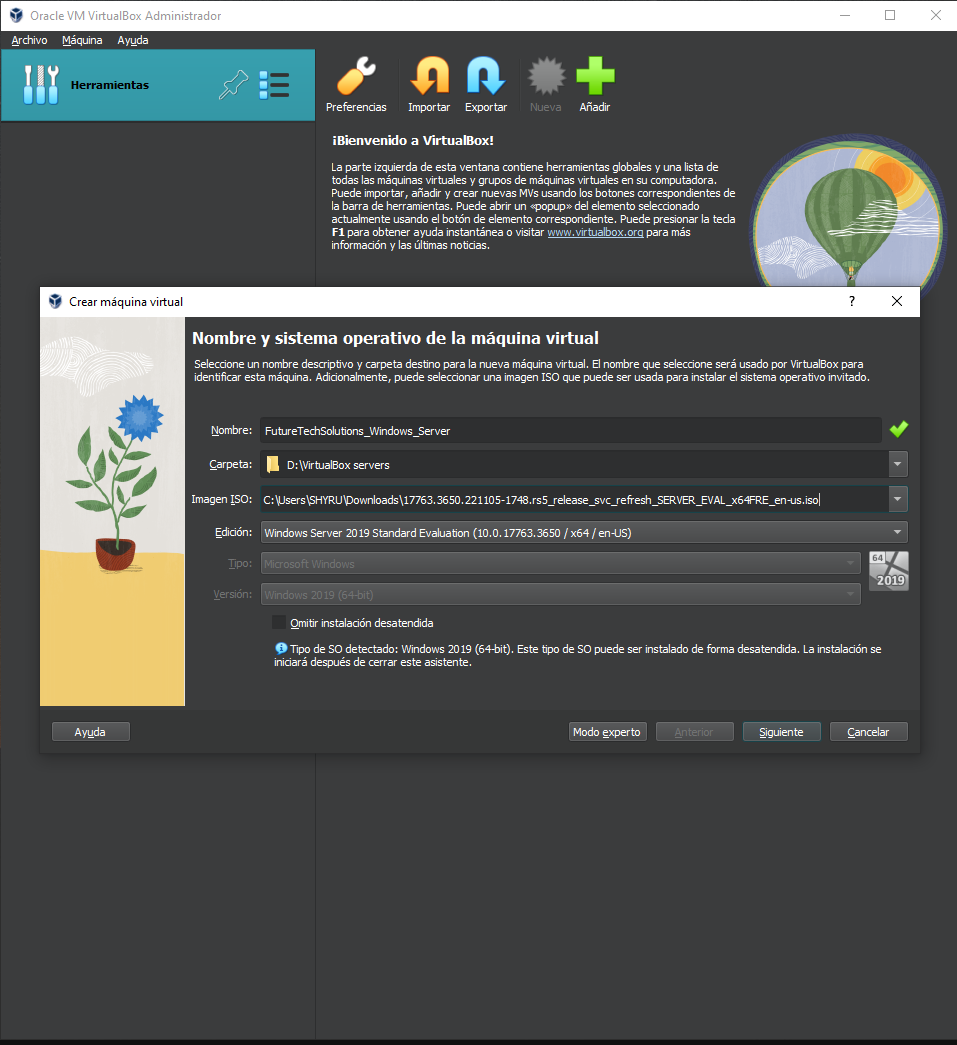 Oracle VM VirtualBox Administrador
Archivo Máquina Ayuda
Herramientas
Preferencias Importar Exportar Nueva Añadir
¡Bienvenido a VirtualBox!
La parte izquierda de esta ventana contiene herramientas globales y una lista de
todas las máquinas virtuales y grupos de máquinas virtuales en su computadora.
Puede importar, añadir y crear nuevas MVs usando los botones correspondientes de
la barra de herramientas. Puede abrir un «popup» del elemento seleccionado
actualmente usando el botón de elemento correspondiente. Puede presionar la tecla
F1 para obtener ayuda instantánea o visitar www.virtualbox.org para más
información y las últimas noticias.
Crear máquina virtual
?
Nombre y sistema operativo de la máquina virtual
Seleccione un nombre descriptivo y carpeta destino para la nueva máquina virtual. El nombre que seleccione será usado por VirtualBox para
identificar esta máquina. Adicionalmente, puede seleccionar una imagen ISO que puede ser usada para instalar el sistema operativo invitado.
Nombre: FutureTechSolutions_Windows_Server
Carpeta: D:\VirtualBox servers
Imagen ISO: C:\Users\SHYRU\Downloads\17763.3650.221105-1748.rs5_release_svc_refresh_SERVER_EVAL_x64FRE_en-us.iso
Edición: Windows Server 2019 Standard Evaluation (10.0.17763.3650 / x64 / en-US)
Tipo: Microsoft Windows
64
2019
Versión: Windows 2019 (64-bit)
Omitir instalación desatendida
Tipo de SO detectado: Windows 2019 (64-bit). Este tipo de SO puede ser instalado de forma desatendida. La instalación se
iniciará después de cerrar este asistente.
Ayuda Modo experto Anterior Siguiente Cancelar